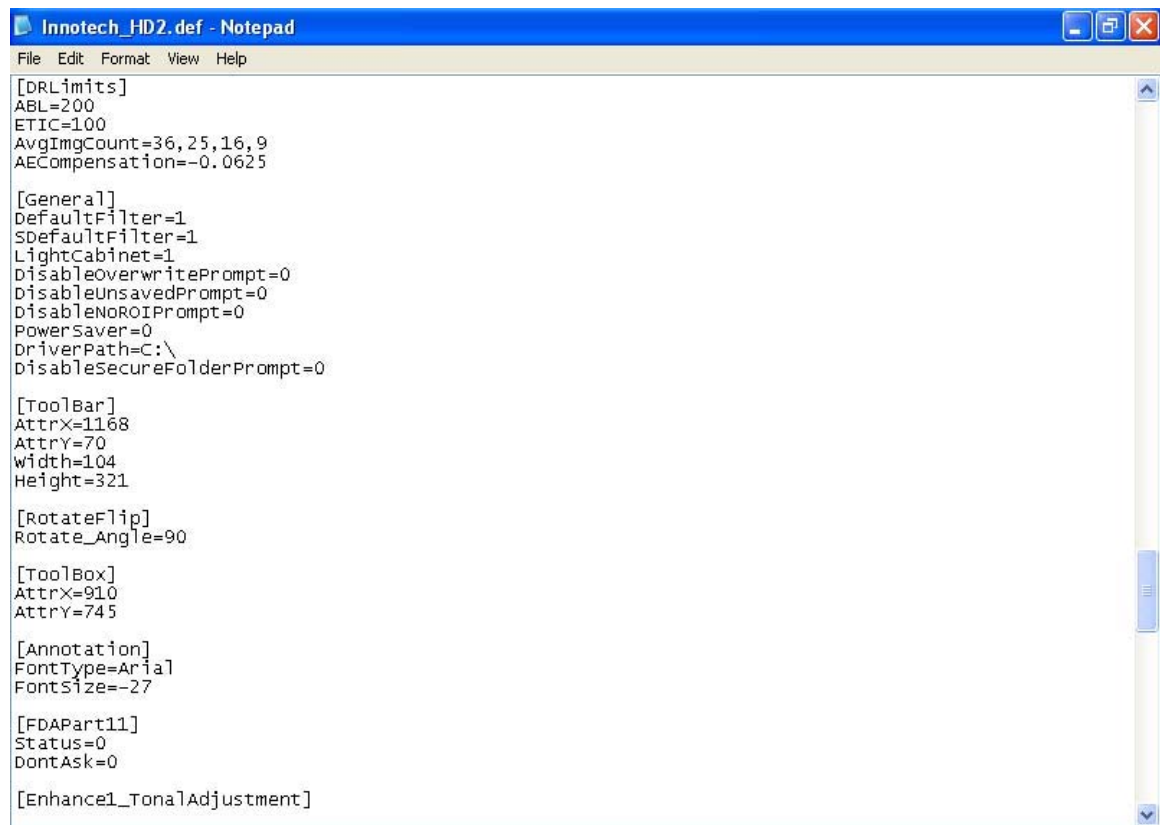 Innotech_HD2.def - Notepad
File Edit Format View Help
[DRLimits]
ABL=200
ETIC=100
AvgImgCount=36,25,16,9
AECompensation=-0.0625
[General]
DefaultFilter=1
SDefaultFilter=1
LightCabinet=1
DisableOverwritePrompt=0
DisableUnsavedPrompt=0
DisableNoROIPrompt=0
PowerSaver=0
DriverPath=C:\
DisableSecureFolderPrompt=0
[ToolBar]
AttrX=1168
AttrY=70
Width=104
Height=321
[RotateFlip]
Rotate_Angle=90
[ToolBox]
AttrX=910
AttrY=745
[Annotation]
FontType=Arial
FontSize=-27
[FDAPart11]
Status=0
DontAsk=0
[Enhance1_TonalAdjustment]